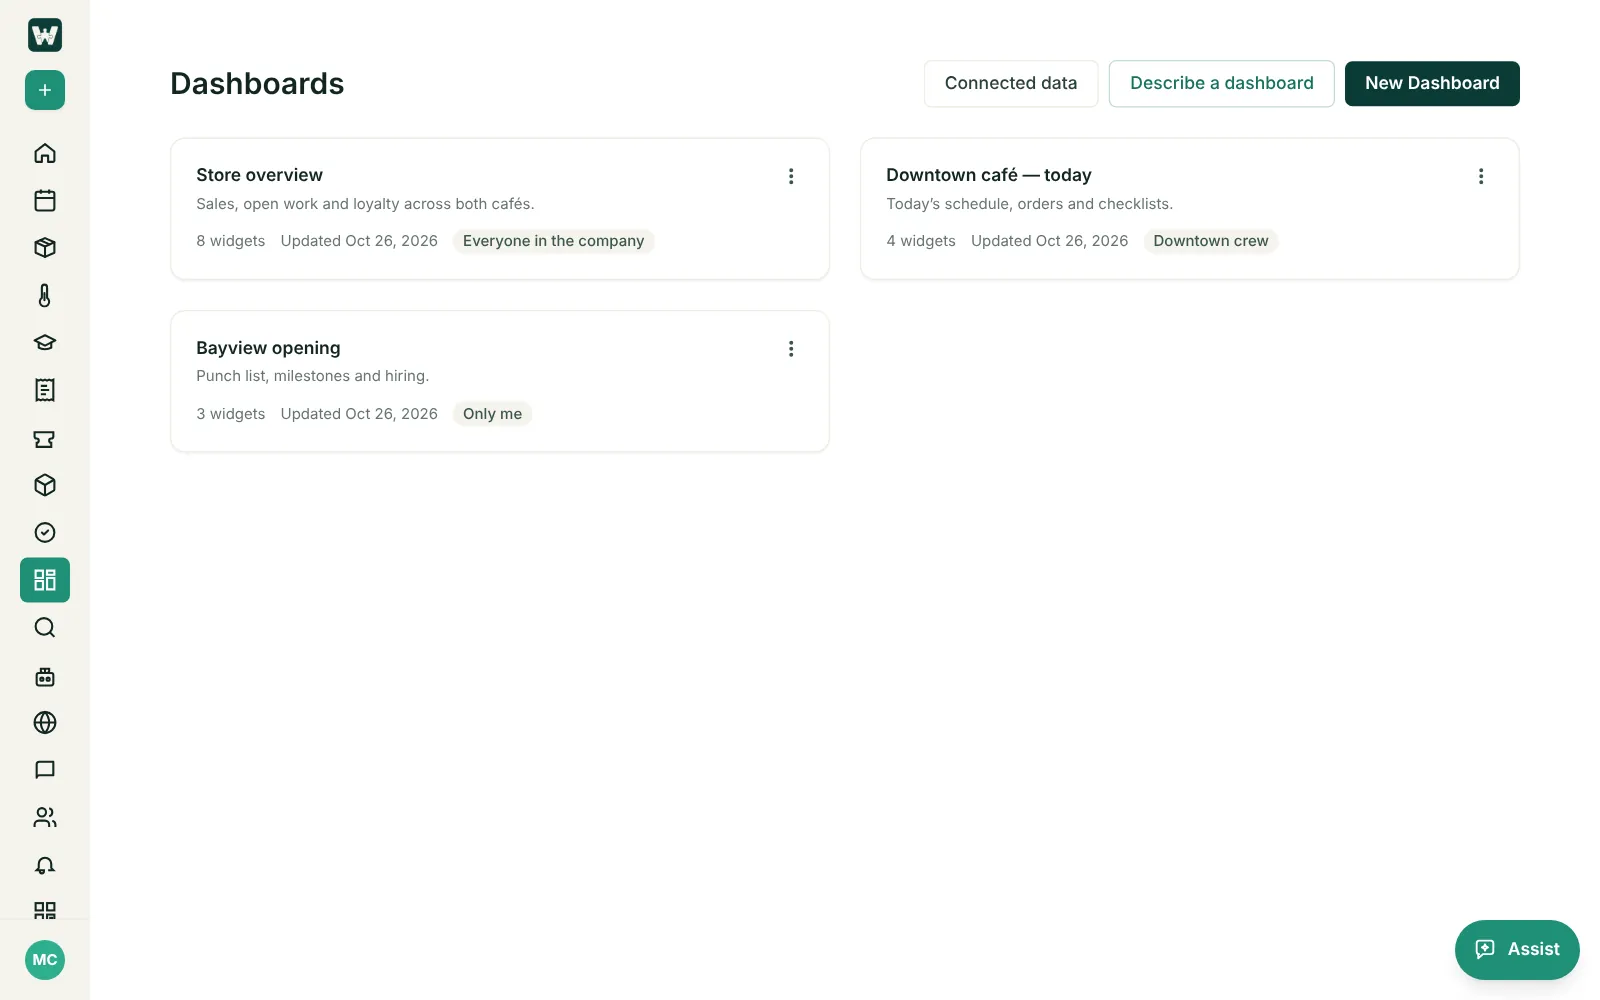 W
Dashboards
Connected data
Describe a dashboard
New Dashboard
Store overview
Sales, open work and loyalty across both cafés.
8 widgets Updated Oct 26, 2026 Everyone in the company
Downtown café — today
Today's schedule, orders and checklists.
4 widgets Updated Oct 26, 2026 Downtown crew
Bayview opening
Punch list, milestones and hiring.
3 widgets Updated Oct 26, 2026 Only me
MC
Assist